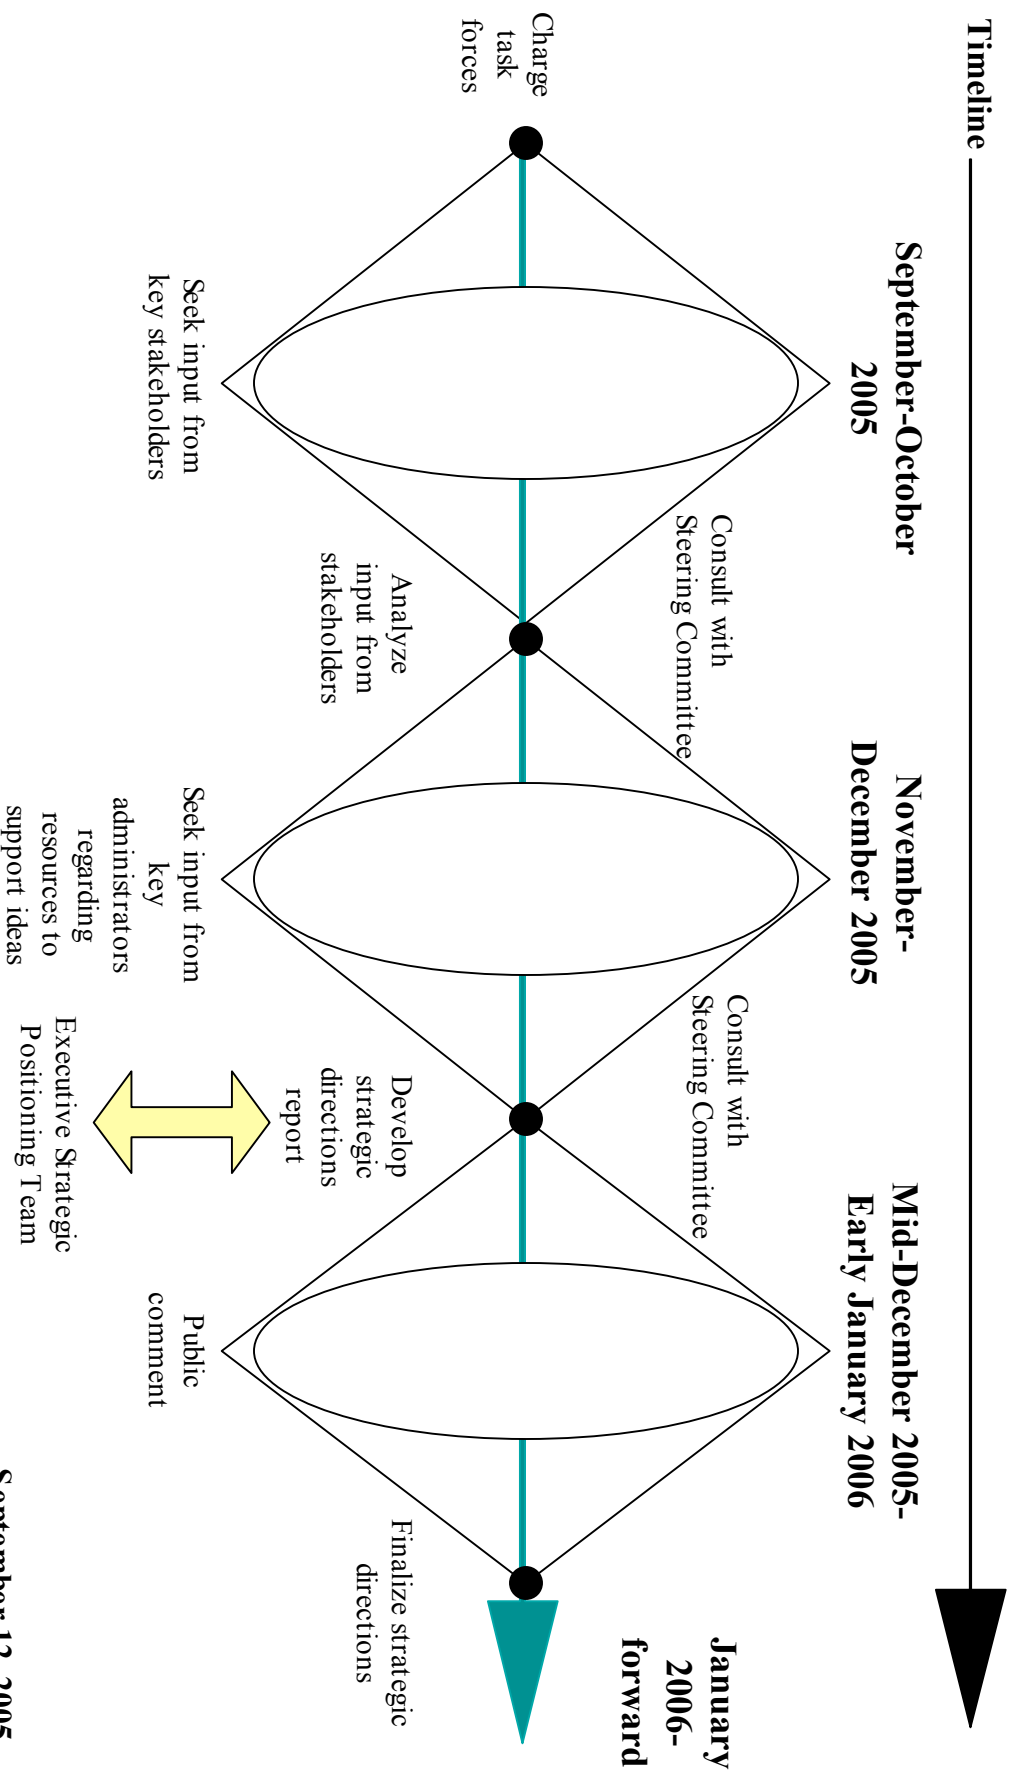 Timeline
September-October
2005
November-
December 2005
Mid-December 2005-
Early January 2006
January
2006-
forward
Consult with
Steering Committee
Consult with
Steering Committee
Charge
task
forces
Analyze
input from
stakeholders
Develop
strategic
directions
report
Finalize strategic
directions
Seek input from
key stakeholders
Seek input from
key
administrators
regarding
resources to
support ideas
Public
comment
Executive Strategic
Positioning Team
September 12, 2005